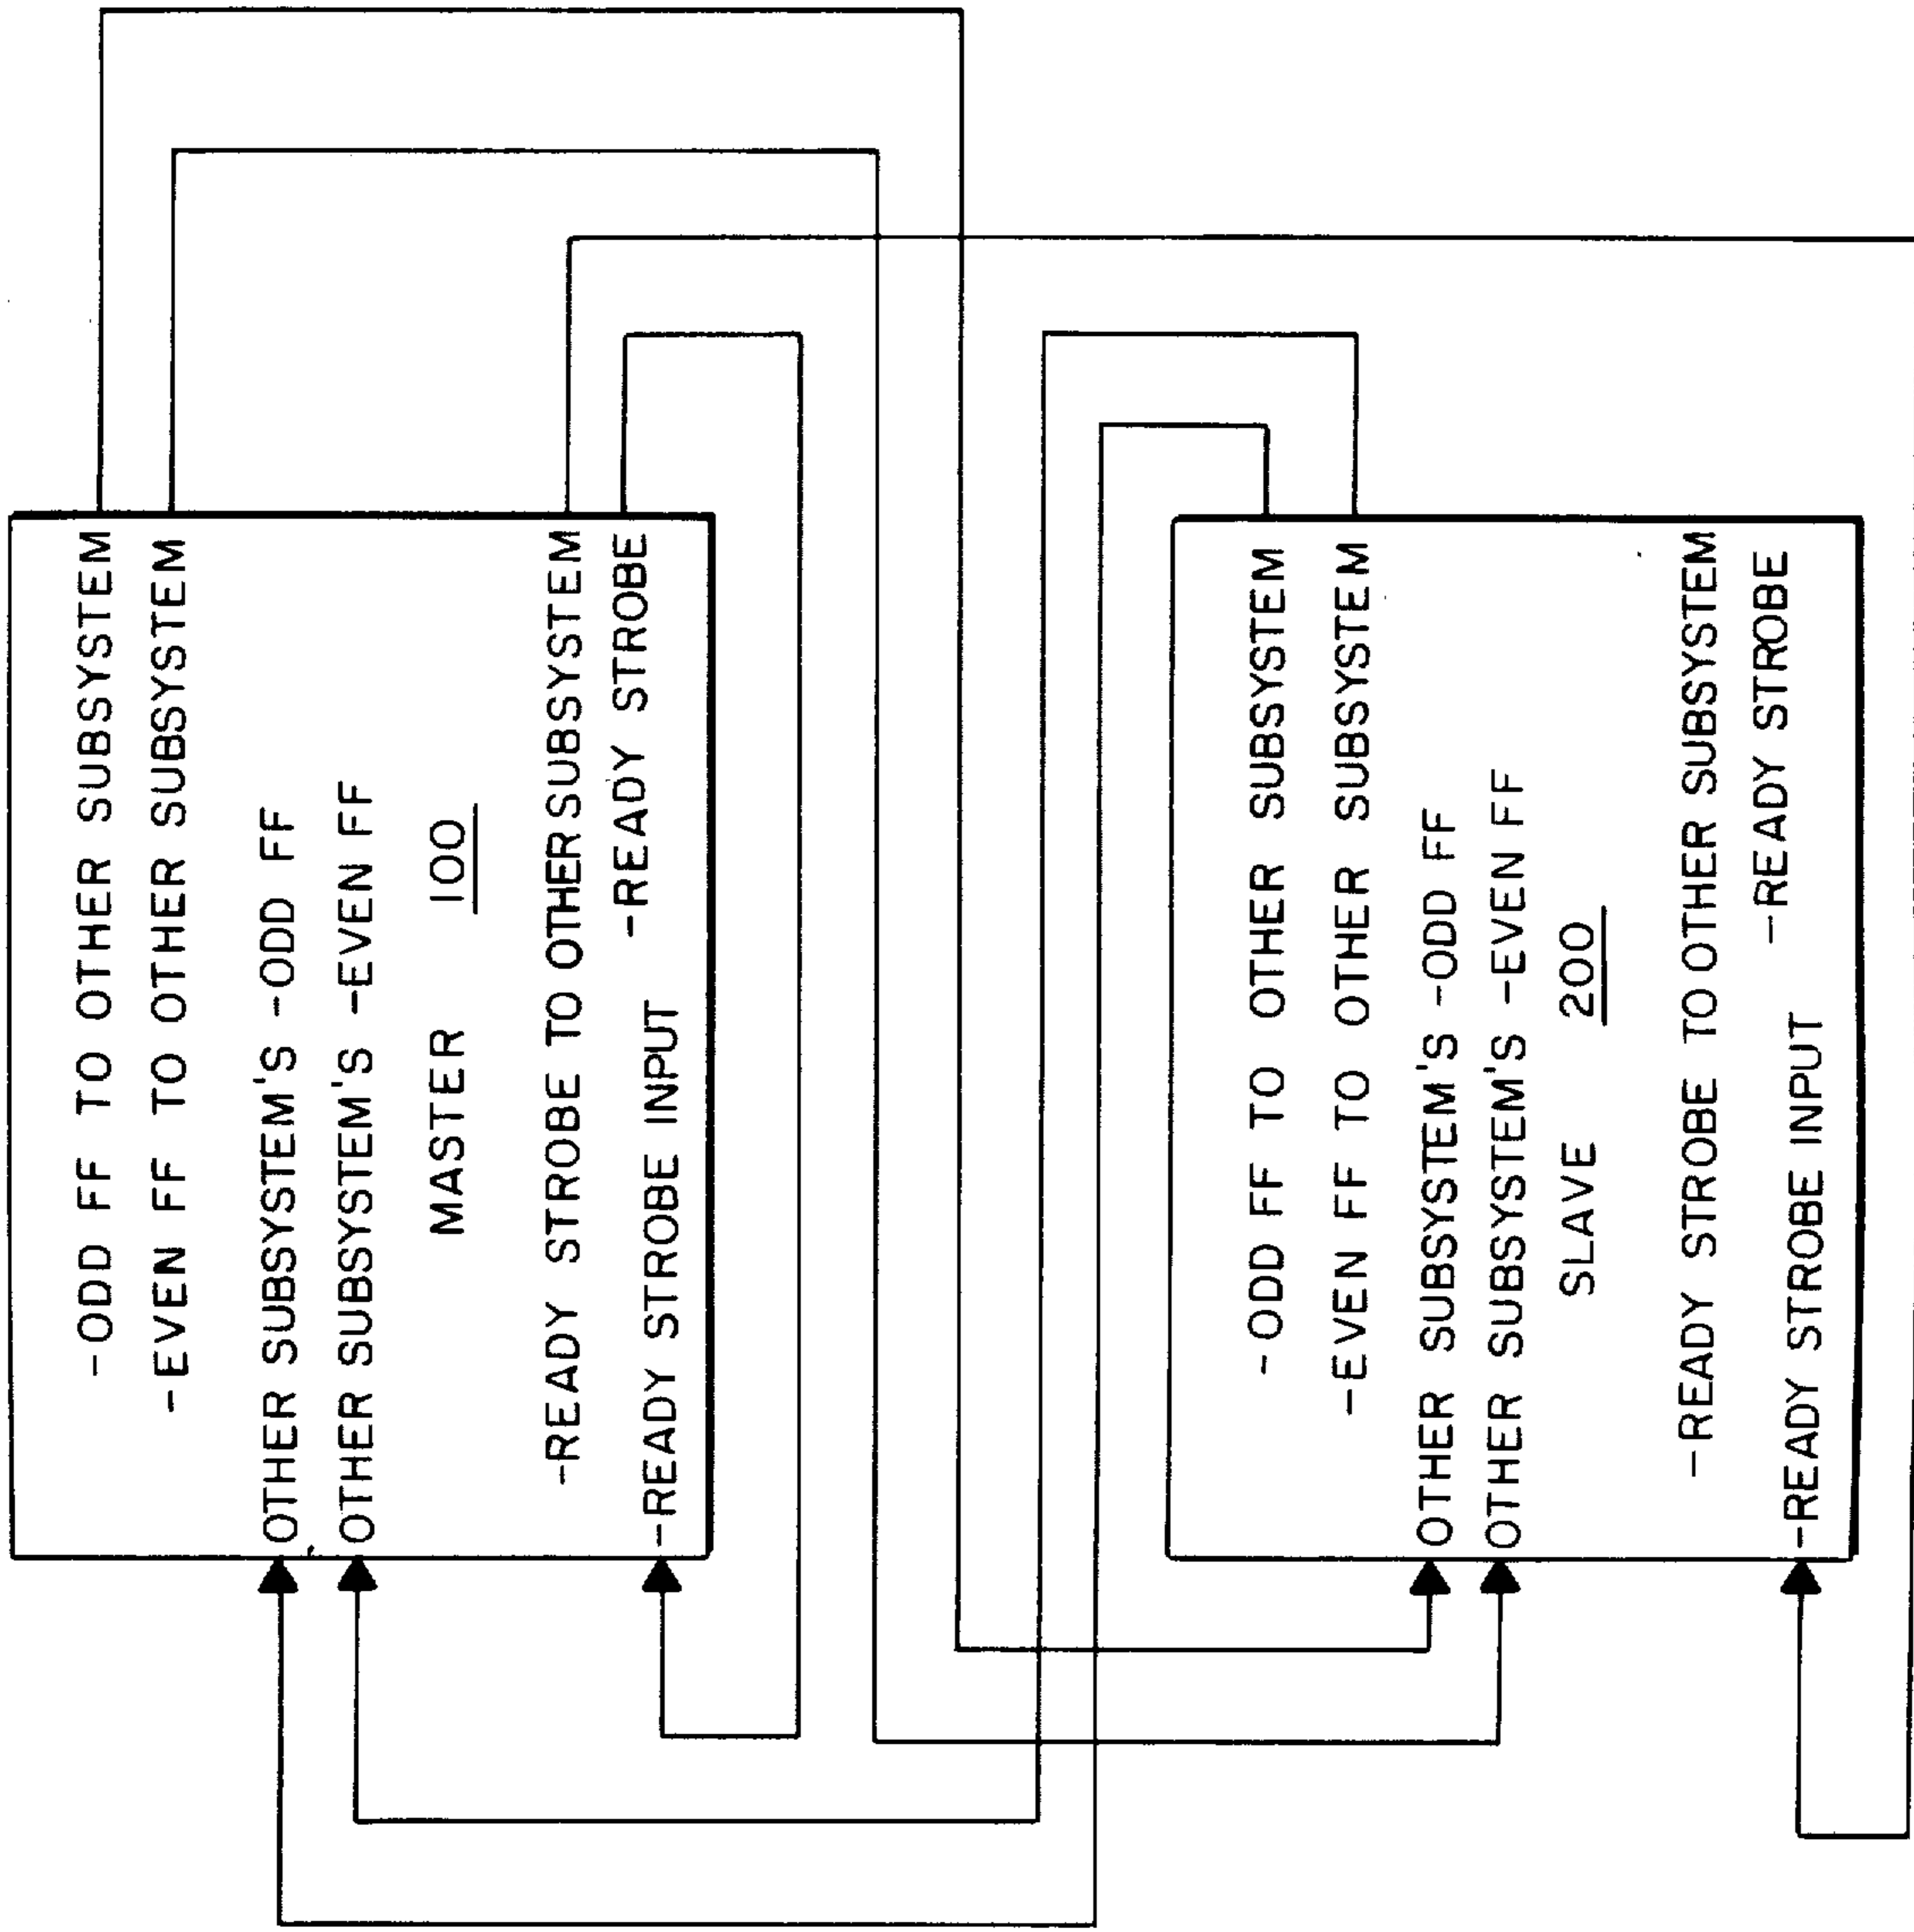 -ODD FF TO OTHER SUBSYSTEM
-EVEN FF TO OTHER SUBSYSTEM
OTHER SUBSYSTEM'S -ODD FF
OTHER SUBSYSTEM'S -EVEN FF
MASTER 100
-READY STROBE TO OTHER SUBSYSTEM
-READY STROBE
-READY STROBE INPUT
-ODD FF TO OTHER SUBSYSTEM
-EVEN FF TO OTHER SUBSYSTEM
OTHER SUBSYSTEM'S -ODD FF
OTHER SUBSYSTEM'S -EVEN FF
SLAVE 200
-READY STROBE TO OTHER SUBSYSTEM
-READY STROBE
-READY STROBE INPUT